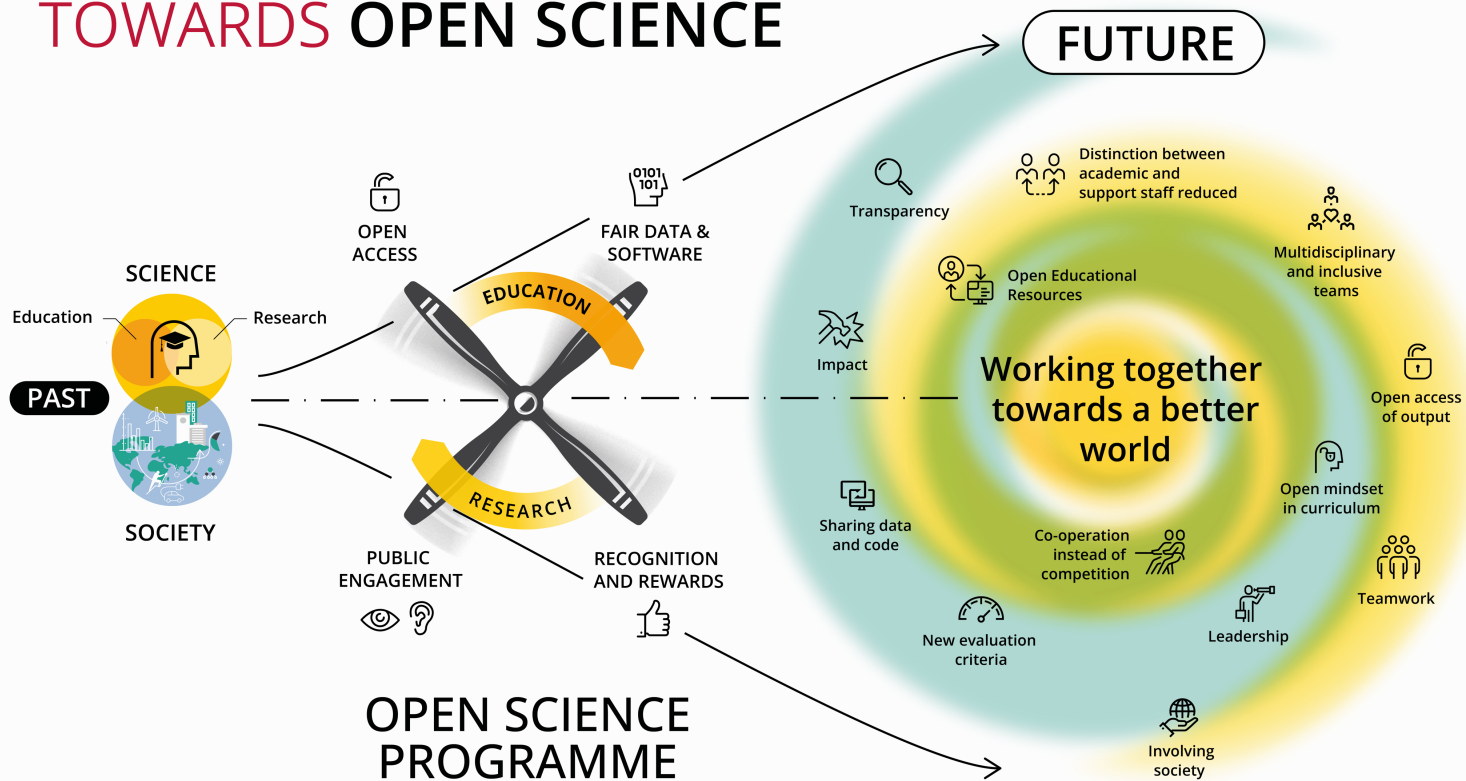 TOWARDS OPEN SCIENCE
FUTURE
OPEN
ACCESS
0101
101
FAIR DATA &
SOFTWARE
SCIENCE
Education
Research
PAST
SOCIETY
EDUCATION
RESEARCH
PUBLIC
ENGAGEMENT
RECOGNITION
AND REWARDS
OPEN SCIENCE
PROGRAMME
Transparency
Distinction between
academic and
support staff reduced
Multidisciplinary
and inclusive
teams
Open Educational
Resources
Impact
Working together
towards a better
world
Open access
of output
Open mindset
in curriculum
Sharing data
and code
Co-operation
instead of
competition
Teamwork
New evaluation
criteria
Leadership
Involving
society